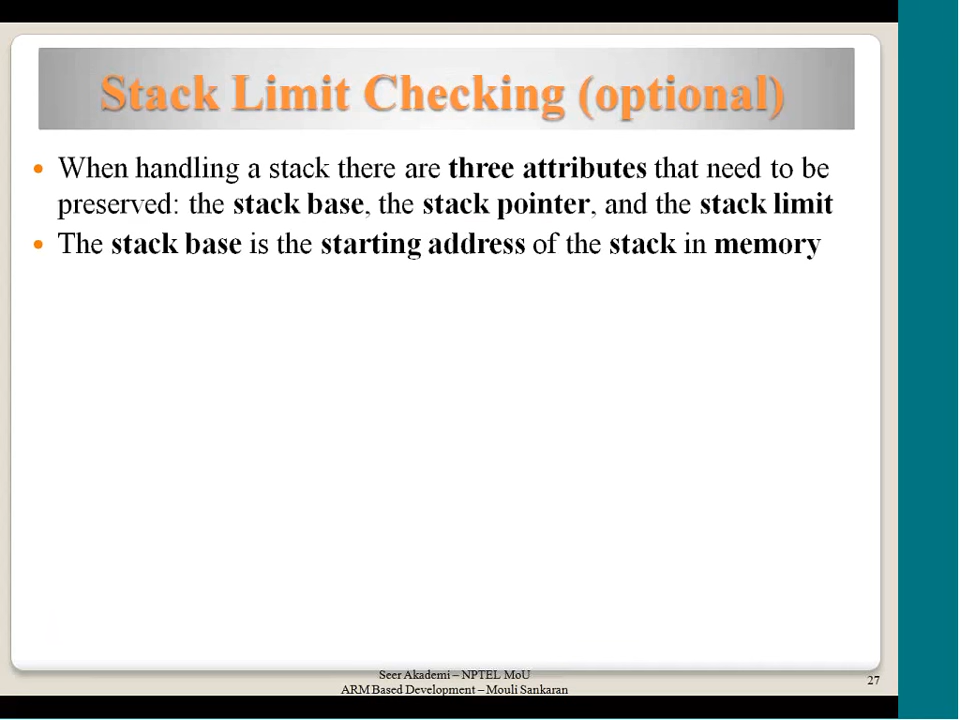 Stack Limit Checking (optional)
• When handling a stack there are three attributes that need to be
preserved: the stack base, the stack pointer, and the stack limit
• The stack base is the starting address of the stack in memory
Seer Akademi – NPTEL MoU
ARM Based Development – Mouli Sankaran
27